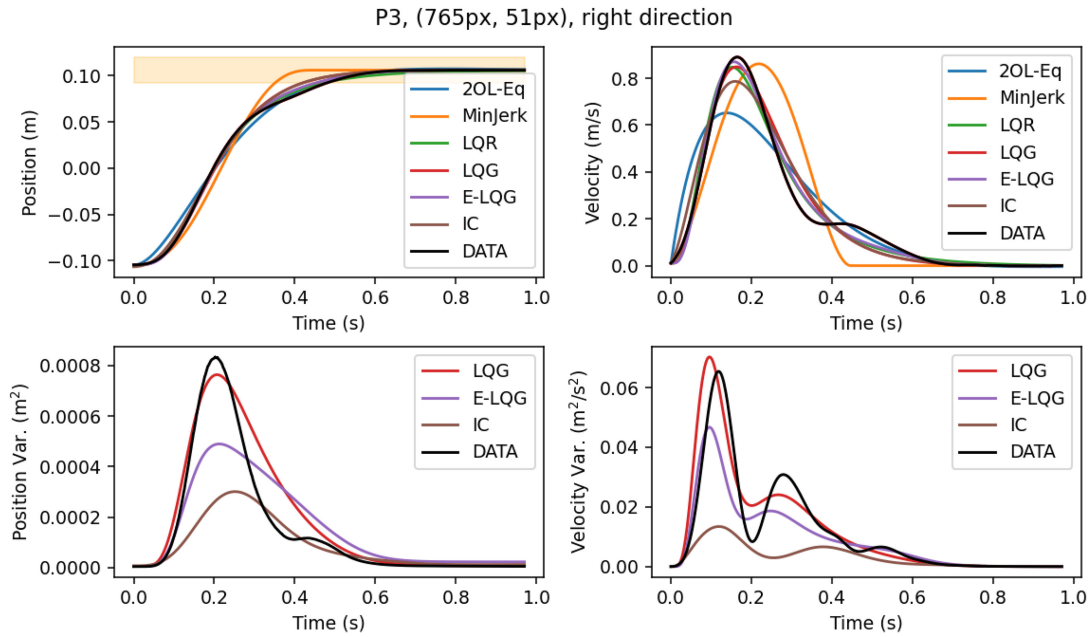 P3, (765px, 51px), right direction
Position (m)
0.10
0.05
0.00
−0.05
−0.10
2OL-Eq
MinJerk
LQR
LQG
E-LQG
IC
DATA
0.0 0.2 0.4 0.6 0.8 1.0
Time (s)
Velocity (m/s)
0.8
0.6
0.4
0.2
0.0
2OL-Eq
MinJerk
LQR
LQG
E-LQG
IC
DATA
0.0 0.2 0.4 0.6 0.8 1.0
Time (s)
Position Var. (m²)
0.0008
0.0006
0.0004
0.0002
0.0000
LQG
E-LQG
IC
DATA
0.0 0.2 0.4 0.6 0.8 1.0
Time (s)
Velocity Var. (m²/s²)
0.06
0.04
0.02
0.00
LQG
E-LQG
IC
DATA
0.0 0.2 0.4 0.6 0.8 1.0
Time (s)